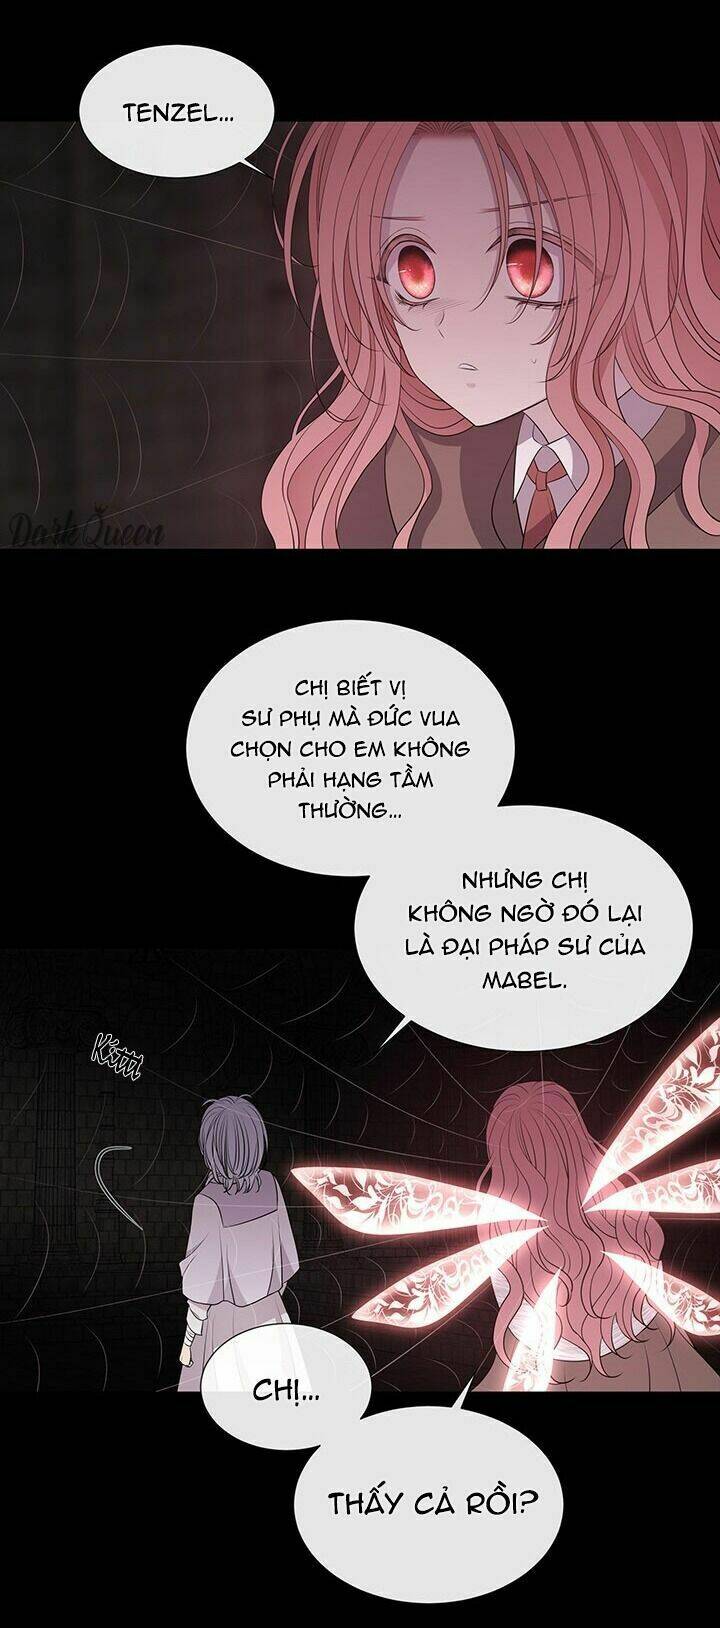 TENZEL...
DarkQueen
CHỊ BIẾT VỊ
SƯ PHỤ MÀ ĐỨC VUA
CHỌN CHO EM KHÔNG
PHẢI HẠNG TẦM
THƯỜNG...
NHƯNG CHỊ
KHÔNG NGỜ ĐÓ LẠI
LÀ ĐẠI PHÁP SƯ CỦA
MABEL.
Kíttt
CHỊ...
THẤY CẢ RỒI?